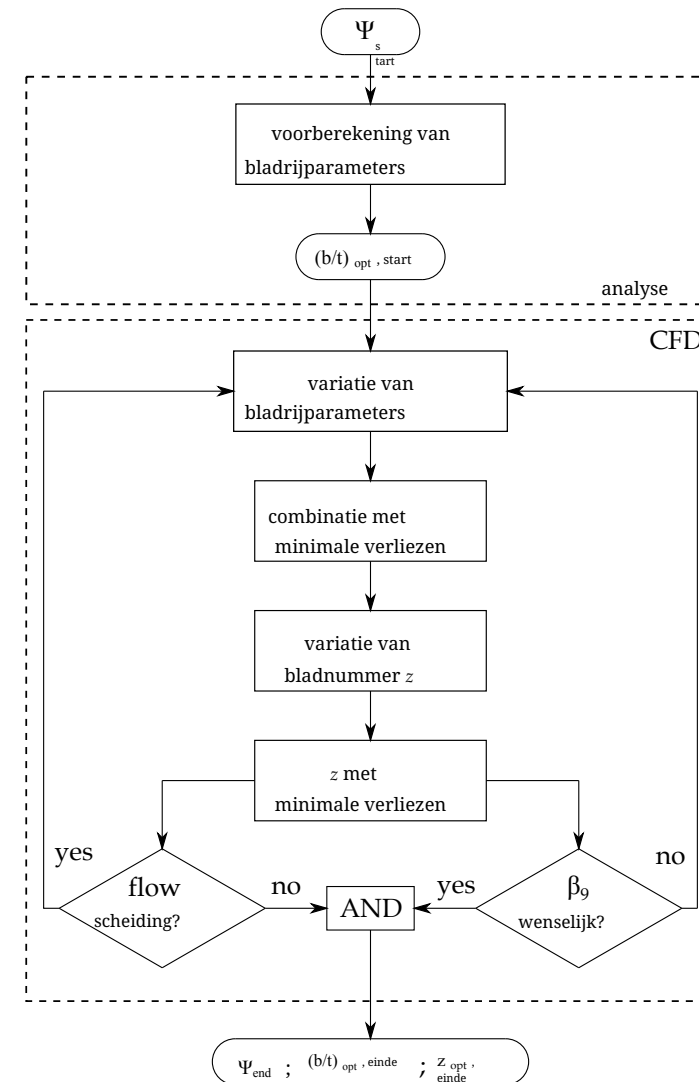 Ψ s tart
voorberekening van
bladrijparameters
(b/t) opt , start
analyse
CFD
variatie van
bladrijparameters
combinatie met
minimale verliezen
variatie van
bladnummer z
z met
minimale verliezen
yes
no
flow
scheiding?
no
AND
yes
β9
wenselijk?
Ψend ; (b/t) opt , einde ; z opt ,
einde